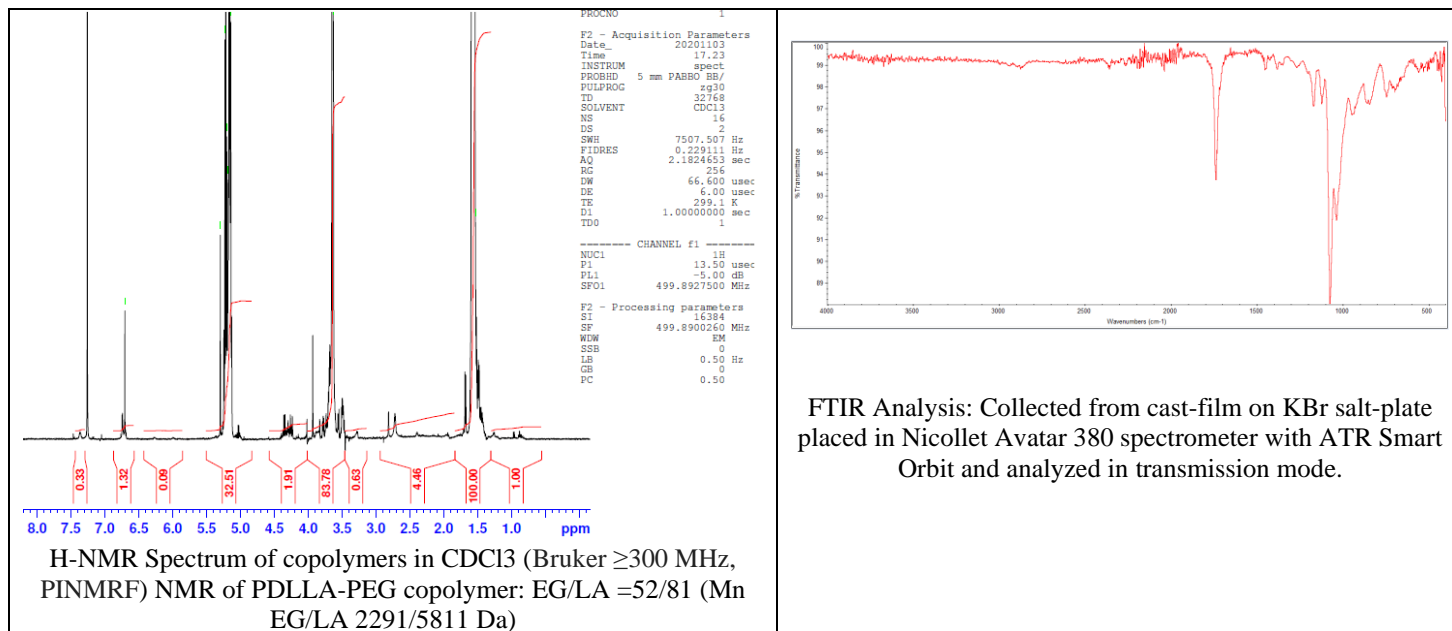 PROCNO 1
F2 - Acquisition Parameters
Date_ 20201103
Time 17.23
INSTRUM spect
PROBHD 5 mm PABBO BB/
PULPROG zg30
TD 32768
SOLVENT CDCl3
NS 16
DS 2
SWH 7507.507 Hz
FIDRES 0.229111 Hz
AQ 2.1824653 sec
RG 256
DW 66.600 usec
DE 6.00 usec
TE 299.1 K
D1 1.00000000 sec
TD0 1
======== CHANNEL f1 ========
NUC1 1H
P1 13.50 usec
PL1 -5.00 dB
SFO1 499.8927500 MHz
F2 - Processing parameters
SI 16384
SF 499.8900260 MHz
WDW EM
SSB 0
LB 0.50 Hz
GB 0
PC 0.50
0.33 1.32 0.09 32.51 1.91 83.78 0.63 4.46 100.00 1.00
8.0 7.5 7.0 6.5 6.0 5.5 5.0 4.5 4.0 3.5 3.0 2.5 2.0 1.5 1.0 ppm
H-NMR Spectrum of copolymers in CDCl3 (Bruker ≥300 MHz,
PINMRF) NMR of PDLLA-PEG copolymer: EG/LA =52/81 (Mn
EG/LA 2291/5811 Da)
100
99
98
97
96
95
94
93
92
91
90
89
%Transmittance
4000 3500 3000 2500 2000 1500 1000 500
Wavenumbers (cm-1)
FTIR Analysis: Collected from cast-film on KBr salt-plate
placed in Nicollet Avatar 380 spectrometer with ATR Smart
Orbit and analyzed in transmission mode.